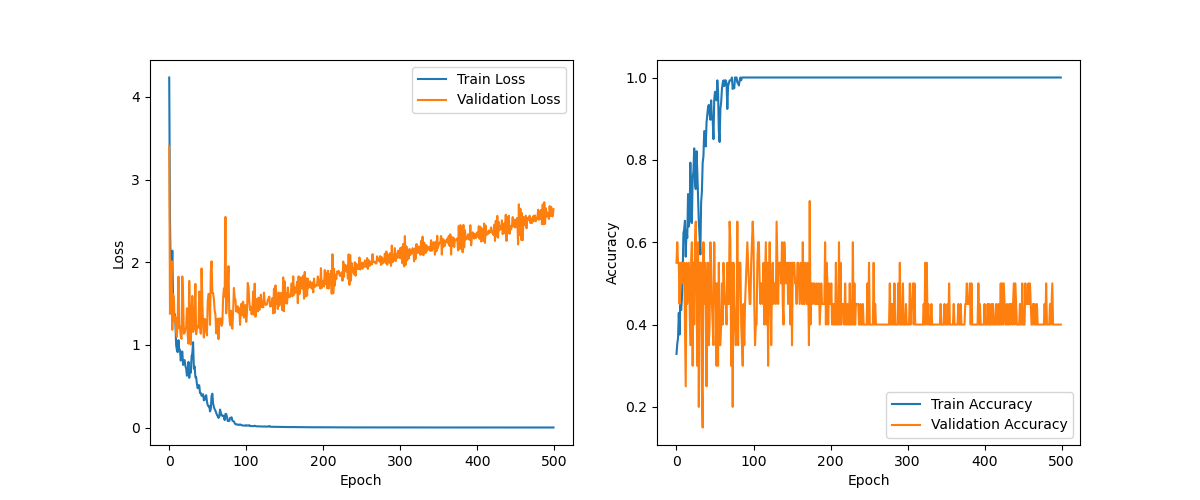 Train Loss
Validation Loss
4
3
2
1
0
Loss
0 100 200 300 400 500
Epoch
1.0
0.8
0.6
0.4
0.2
Accuracy
Train Accuracy
Validation Accuracy
0 100 200 300 400 500
Epoch